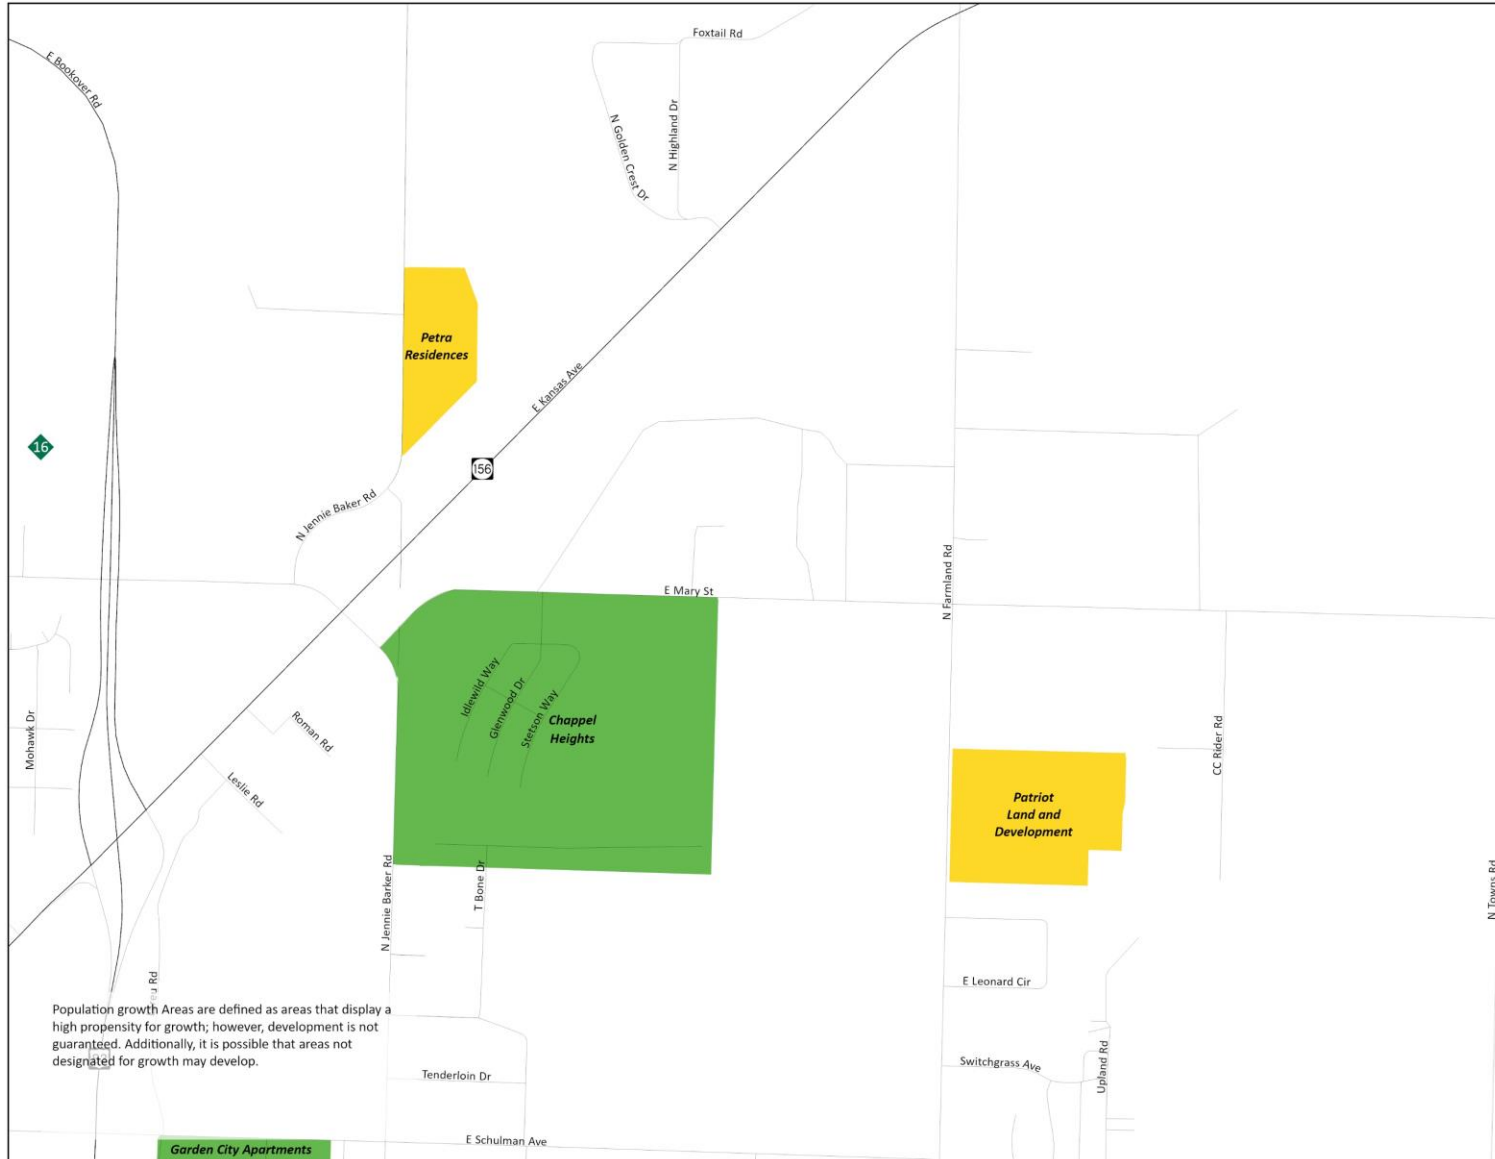 Foxtail Rd
E Bookover Rd
N Highland Dr
N Golden Crest Dr
Petra
Residences
E Kansas Ave
16
156
N Jennie Baker Rd
N Farmland Rd
E Mary St
Idlewild Way
Glenwood Dr
Stetson Way
Chappel
Heights
Mohawk Dr
Roman Rd
Leslie Rd
CC Rider Rd
Patriot
Land and
Development
N Jennie Barker Rd
T Bone Dr
N Towns Rd
E Leonard Cir
Population growth Areas are defined as areas that display a
high propensity for growth; however, development is not
guaranteed. Additionally, it is possible that areas not
designated for growth may develop.
Rd
Switchgrass Ave
Upland Rd
Tenderloin Dr
E Schulman Ave
Garden City Apartments